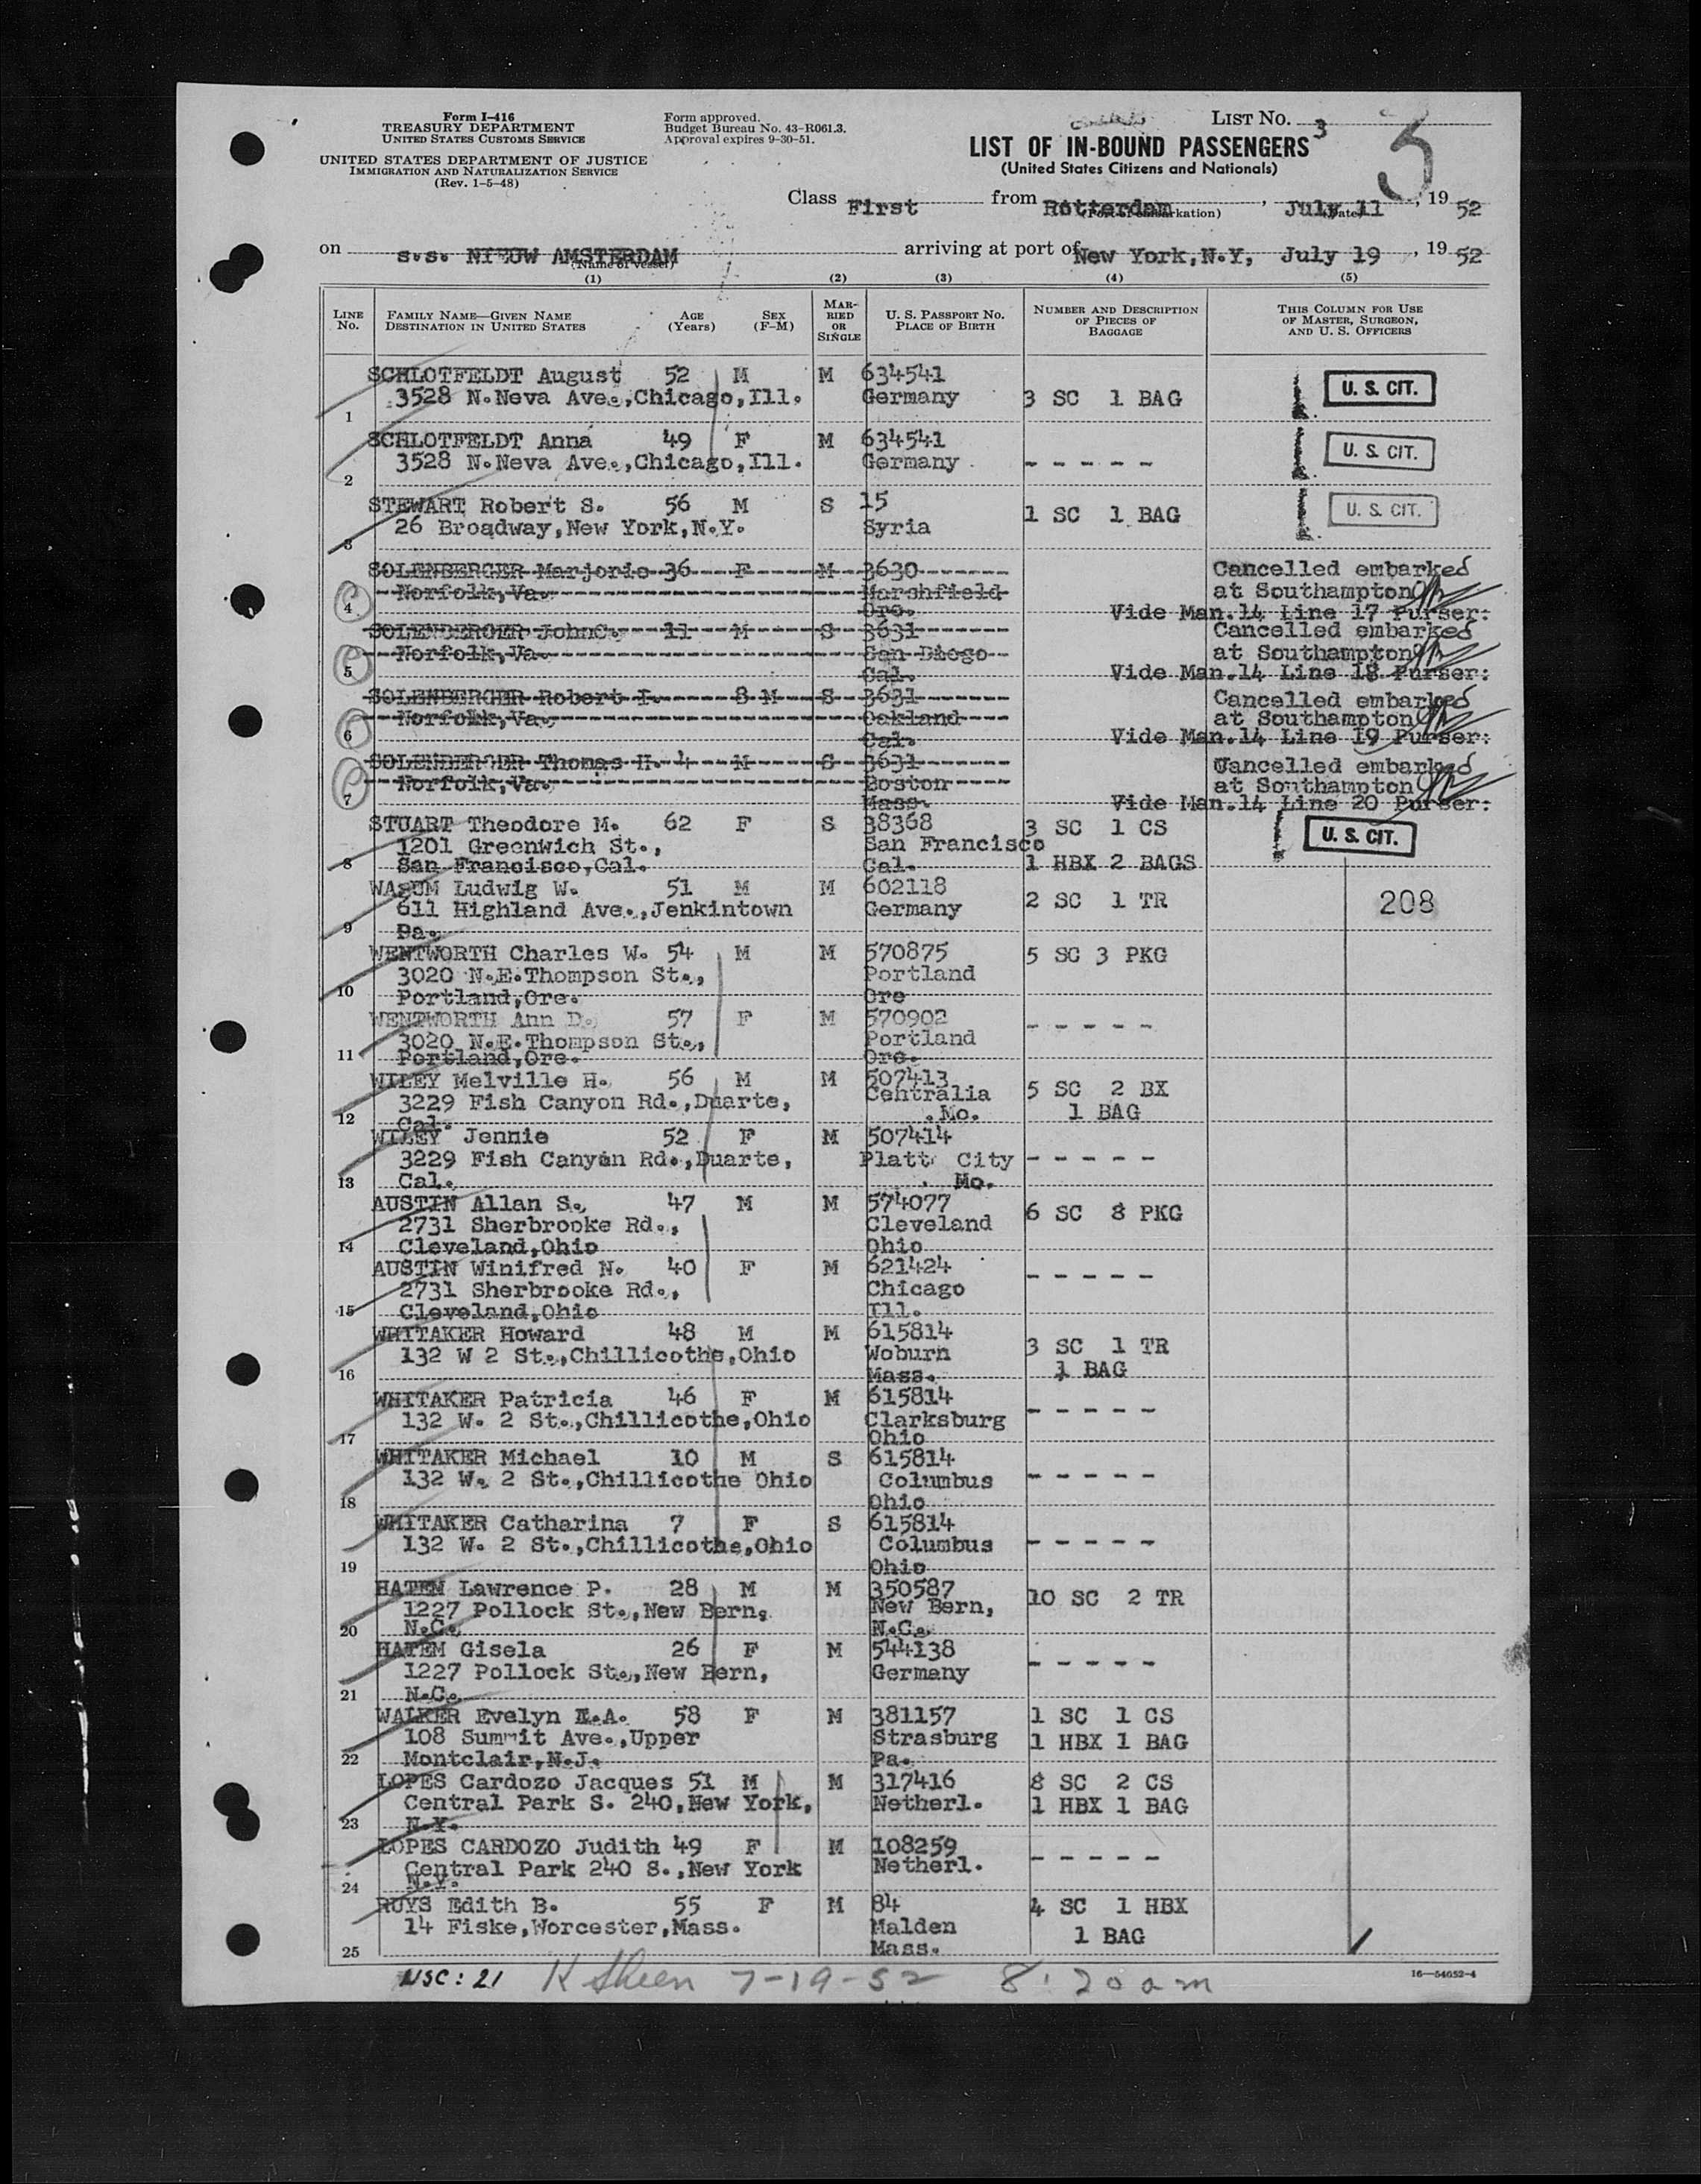 Form I-416
TREASURY DEPARTMENT
UNITED STATES CUSTOMS SERVICE
UNITED STATES DEPARTMENT OF JUSTICE
IMMIGRATION AND NATURALIZATION SERVICE
(Rev. 1-5-48)
Form approved.
Budget Bureau No. 43-R061.3.
Approval expires 9-30-51.
LIST NO. 3
3
LIST OF IN-BOUND PASSENGERS
(United States Citizens and Nationals)
Class First from Rotterdam, July 11, 1952
(Port of embarkation) (Date)
on s.s. NIEUW AMSTERDAM arriving at port of New York, N.Y, July 19, 1952
(Name of vessel)
(1) (2) (3) (4) (5)
LINE No. FAMILY NAME—GIVEN NAME DESTINATION IN UNITED STATES AGE (Years) SEX (F-M) MARRIED OR SINGLE U. S. PASSPORT NO. PLACE OF BIRTH NUMBER AND DESCRIPTION OF PIECES OF BAGGAGE THIS COLUMN FOR USE OF MASTER, SURGEON, AND U. S. OFFICERS
SCHLOTFELDT August 52 M M 634541
1 3528 N.Neva Ave.,Chicago,Ill. Germany 3 SC 1 BAG U. S. CIT.
SCHLOTFELDT Anna 49 F M 634541
2 3528 N.Neva Ave.,Chicago,Ill. Germany - - - - - U. S. CIT.
STEWART Robert S. 56 M S 15
3 26 Broadway,New York,N.Y. Syria 1 SC 1 BAG U. S. CIT.
SOLENBERGER Marjorie 36 F M 3630 Cancelled embarked
Norfolk,Va. Marshfield at Southampton
4 Ore. Vide Man.14 Line 17 Purser:
SOLENBERGER JohnC. 11 M S 3631 Cancelled embarked
Norfolk,Va. San Diego at Southampton
5 Cal. Vide Man.14 Line 18 Purser:
SOLENBERGER Robert I. 8 M S 3631 Cancelled embarked
Norfolk,Va. Oakland at Southampton
6 Cal. Vide Man.14 Line 19 Purser:
SOLENBERGER Thomas H. 4 M S 3631 Cancelled embarked
Norfolk,Va. Boston at Southampton
7 Mass. Vide Man.14 Line 20 Purser:
STUART Theodore M. 62 F S 38368 3 SC 1 CS U. S. CIT.
1201 Greenwich St., San Francisco
8 San Francisco,Cal. Cal. 1 HBX 2 BAGS
WASUM Ludwig W. 51 M M 602118 2 SC 1 TR 208
611 Highland Ave.,Jenkintown Germany
9 Pa.
WENTWORTH Charles W. 54 M M 570875 5 SC 3 PKG
3020 N.E.Thompson St., Portland
10 Portland,Ore. Ore
WENTWORTH Ann D. 57 F M 570902 - - - - -
3020 N.E.Thompson St., Portland
11 Portland,Ore. Ore.
WILEY Melville H. 56 M M 507413 5 SC 2 BX
3229 Fish Canyon Rd.,Duarte, Centralia
12 Cal. Mo. 1 BAG
WILEY Jennie 52 F M 507414
3229 Fish Canyon Rd.,Duarte, Platt City - - - - -
13 Cal. Mo.
AUSTIN Allan S. 47 M M 574077 6 SC 8 PKG
2731 Sherbrooke Rd., Cleveland
14 Cleveland,Ohio Ohio
AUSTIN Winifred N. 40 F M 621424 - - - - -
2731 Sherbrooke Rd., Chicago
15 Cleveland,Ohio Ill.
WHITAKER Howard 48 M M 615814 3 SC 1 TR
132 W 2 St.,Chillicothe,Ohio Woburn
16 Mass. 1 BAG
WHITAKER Patricia 46 F M 615814 - - - - -
132 W. 2 St.,Chillicothe,Ohio Clarksburg
17 Ohio
WHITAKER Michael 10 M S 615814 - - - - -
132 W. 2 St.,Chillicothe Ohio Columbus
18 Ohio
WHITAKER Catharina 7 F S 615814
132 W. 2 St.,Chillicothe,Ohio Columbus - - - - -
19 Ohio
HATEM Lawrence P. 28 M M 350587 10 SC 2 TR
1227 Pollock St.,New Bern, New Bern,
20 N.C. N.C.
HATEM Gisela 26 F M 544138 - - - - -
1227 Pollock St.,New Bern, Germany
21 N.C.
WALKER Evelyn E.A. 58 F M 381157 1 SC 1 CS
108 Summit Ave.,Upper Strasburg 1 HBX 1 BAG
22 Montclair,N.J. Pa.
LOPES Cardozo Jacques 51 M M 317416 8 SC 2 CS
Central Park S. 240,New York, Netherl. 1 HBX 1 BAG
23 N.Y.
LOPES CARDOZO Judith 49 F M 108259 - - - - -
Central Park 240 S.,New York Netherl.
24 N.Y.
RUYS Edith B. 55 F M 84 4 SC 1 HBX
14 Fiske,Worcester,Mass. Malden 1 BAG
25 Mass.
NSC: 21 K Sheen 7-19-52 8:20am
16—54652-4